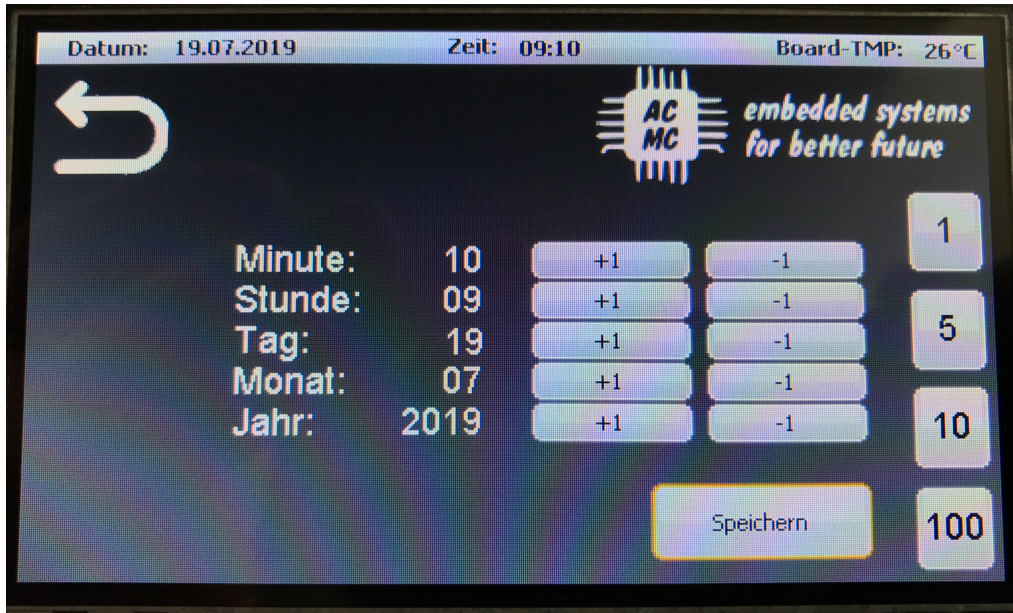 Datum: 19.07.2019 Zeit: 09:10 Board-TMP: 26°C
AC MC
embedded systems
for better future
1
Minute: 10 +1 -1
Stunde: 09 +1 -1
Tag: 19 +1 -1
5
Monat: 07 +1 -1
Jahr: 2019 +1 -1
10
Speichern
100